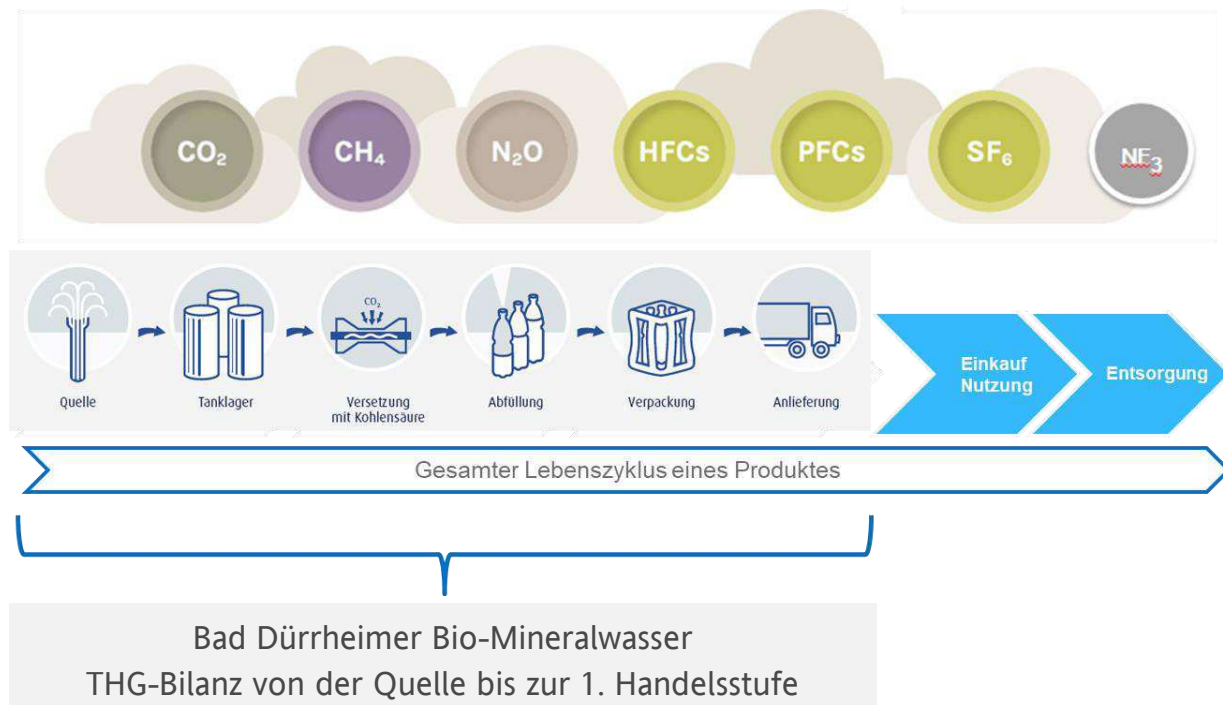 CO₂ CH₄ N₂O HFCs PFCs SF₆ NF₃
CO₂
Quelle
Tanklager
Versetzung
mit Kohlensäure
Abfüllung
Verpackung
Anlieferung
Einkauf
Nutzung
Entsorgung
Gesamter Lebenszyklus eines Produktes
Bad Dürrheimer Bio-Mineralwasser
THG-Bilanz von der Quelle bis zur 1. Handelsstufe